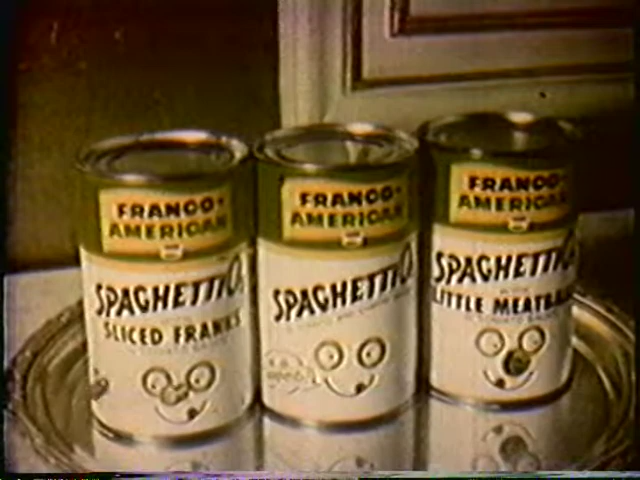 FRANCO-
AMERICAN
SPAGHETTIOs
SLICED FRANKS
FRANCO-
AMERICAN
SPAGHETTIOs
FRANCO-
AMERICAN
SPAGHETTIOs
LITTLE MEATBALLS